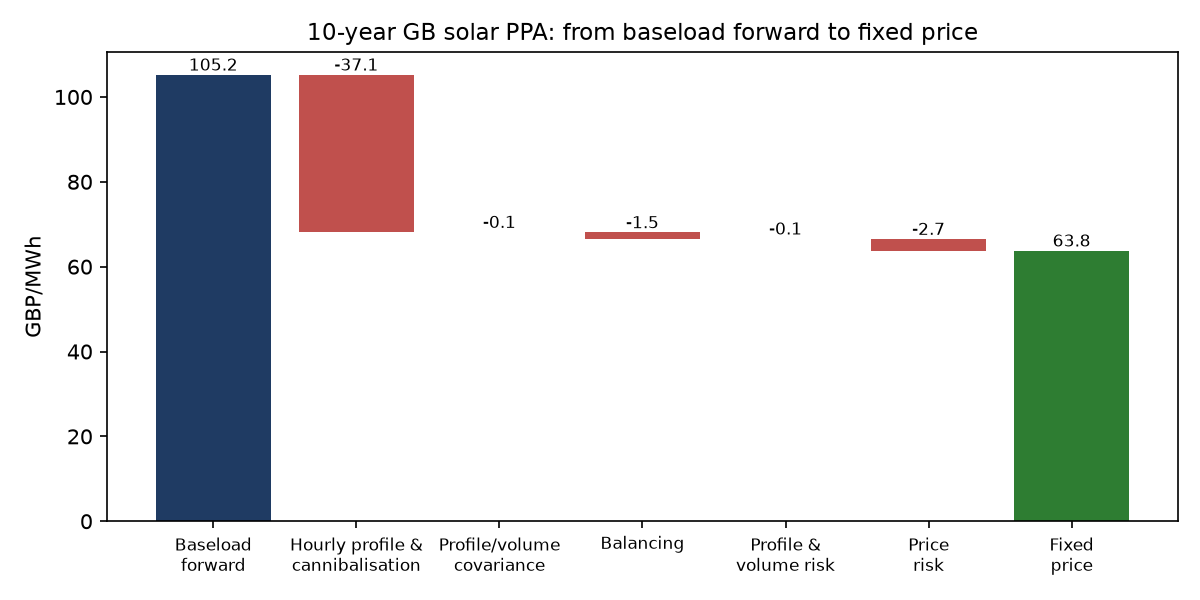 10-year GB solar PPA: from baseload forward to fixed price
GBP/MWh
100
80
60
40
20
0
105.2
-37.1
-0.1
-1.5
-0.1
-2.7
63.8
Baseload
forward
Hourly profile &
cannibalisation
Profile/volume
covariance
Balancing
Profile &
volume risk
Price
risk
Fixed
price